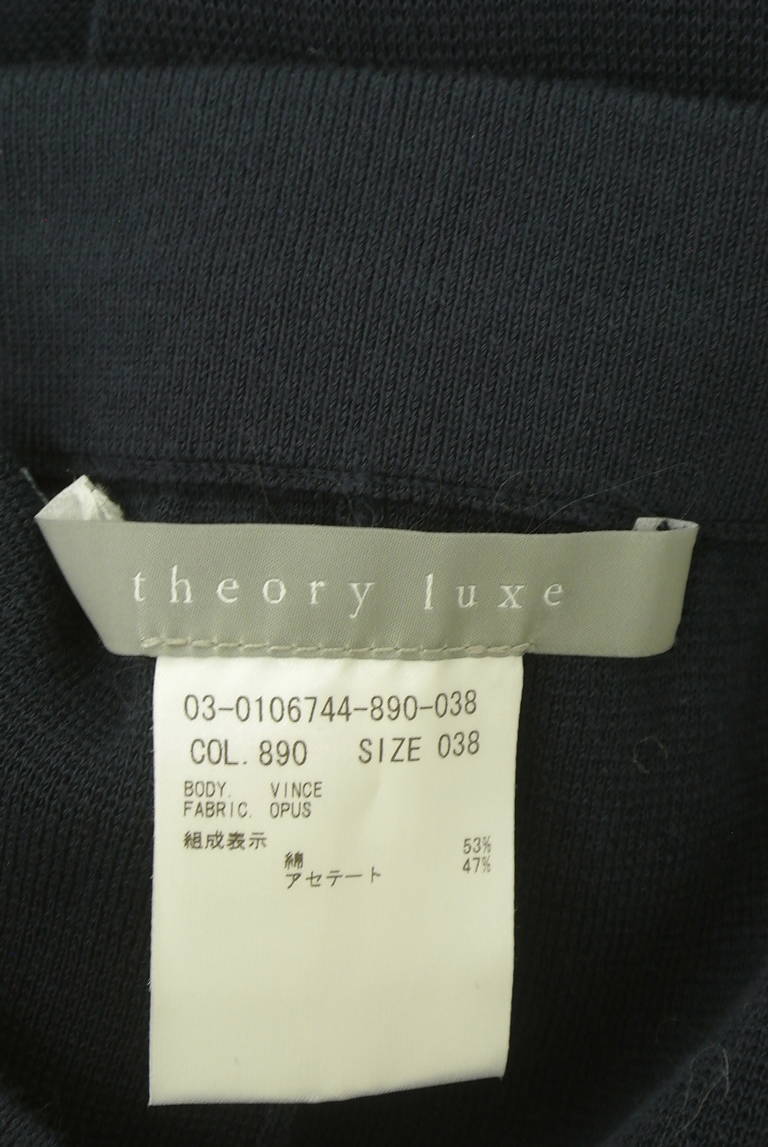 theory luxe
03-0106744-890-038
COL. 890 SIZE 038
BODY. VINCE
FABRIC. OPUS
組成表示
綿 53%
アセテート 47%